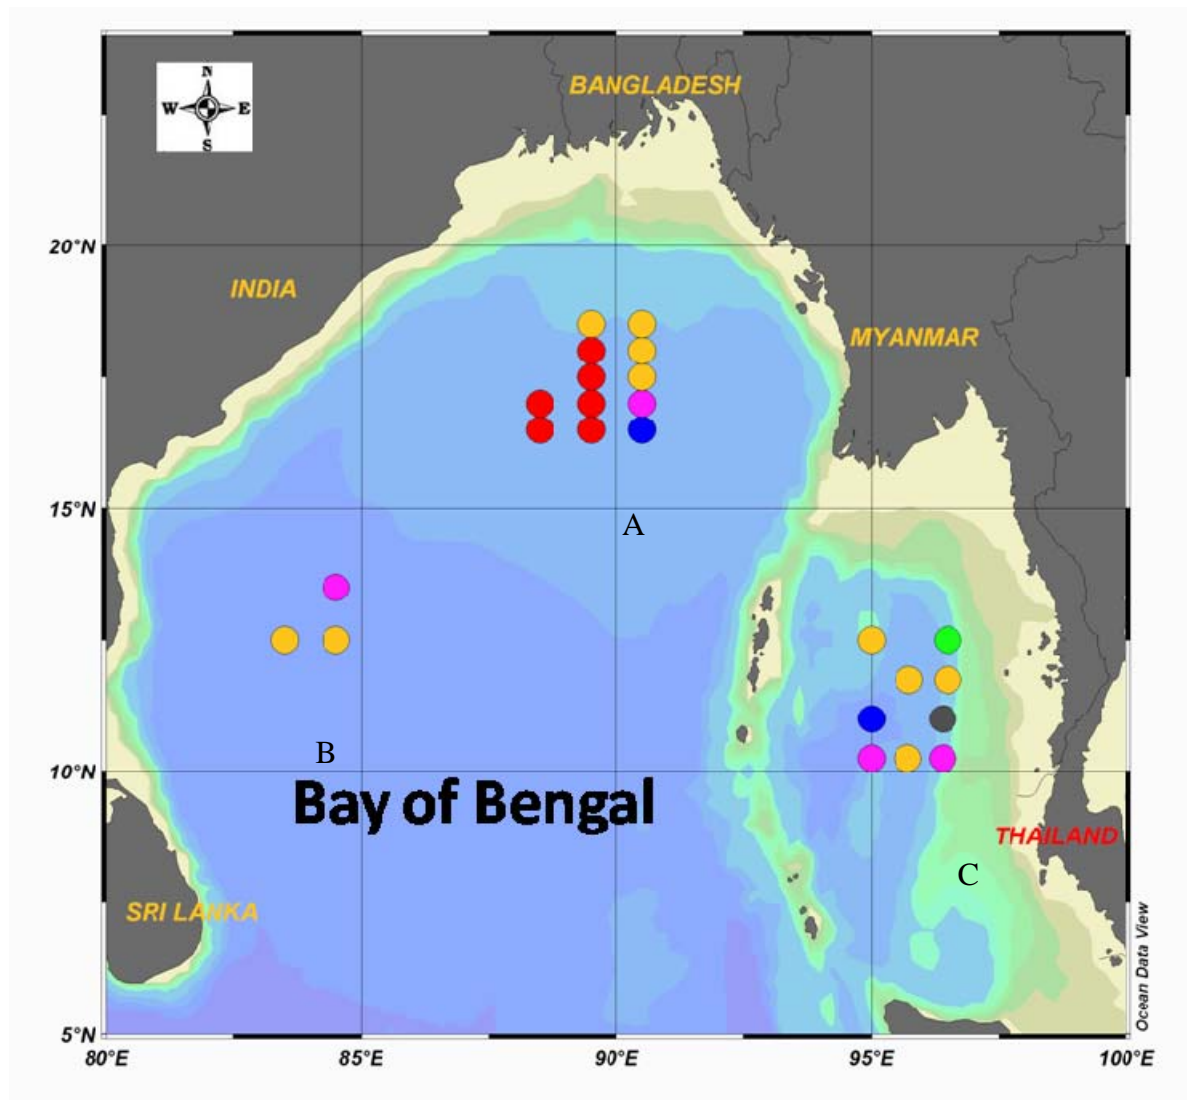 N
W E
S
BANGLADESH
20°N
INDIA
MYANMAR
15°N
A
B
10°N
Bay of Bengal
THAILAND
C
SRI LANKA
Ocean Data View
5°N
80°E 85°E 90°E 95°E 100°E